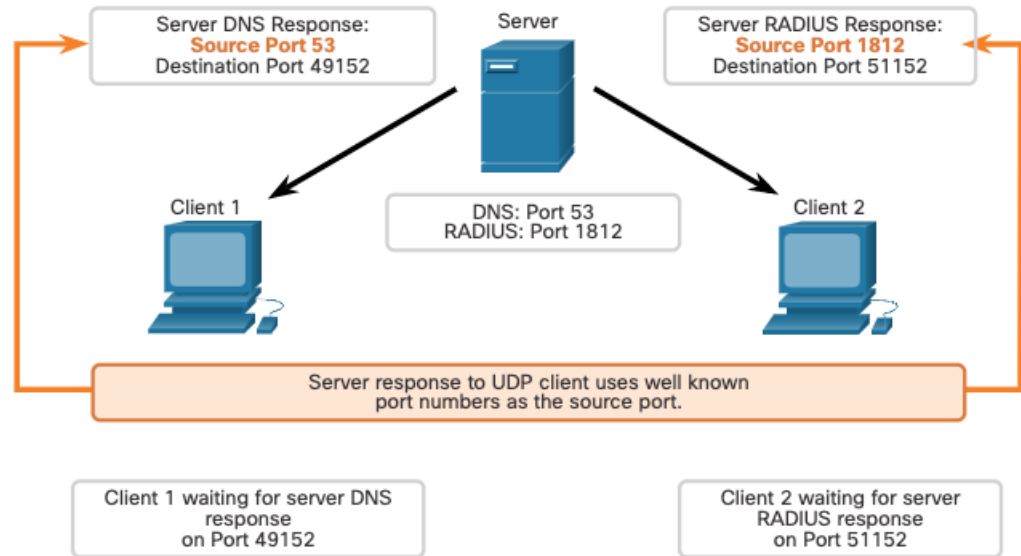 Server DNS Response:
Source Port 53
Destination Port 49152
Server
Server RADIUS Response:
Source Port 1812
Destination Port 51152
Client 1
DNS: Port 53
RADIUS: Port 1812
Client 2
Server response to UDP client uses well known
port numbers as the source port.
Client 1 waiting for server DNS
response
on Port 49152
Client 2 waiting for server
RADIUS response
on Port 51152